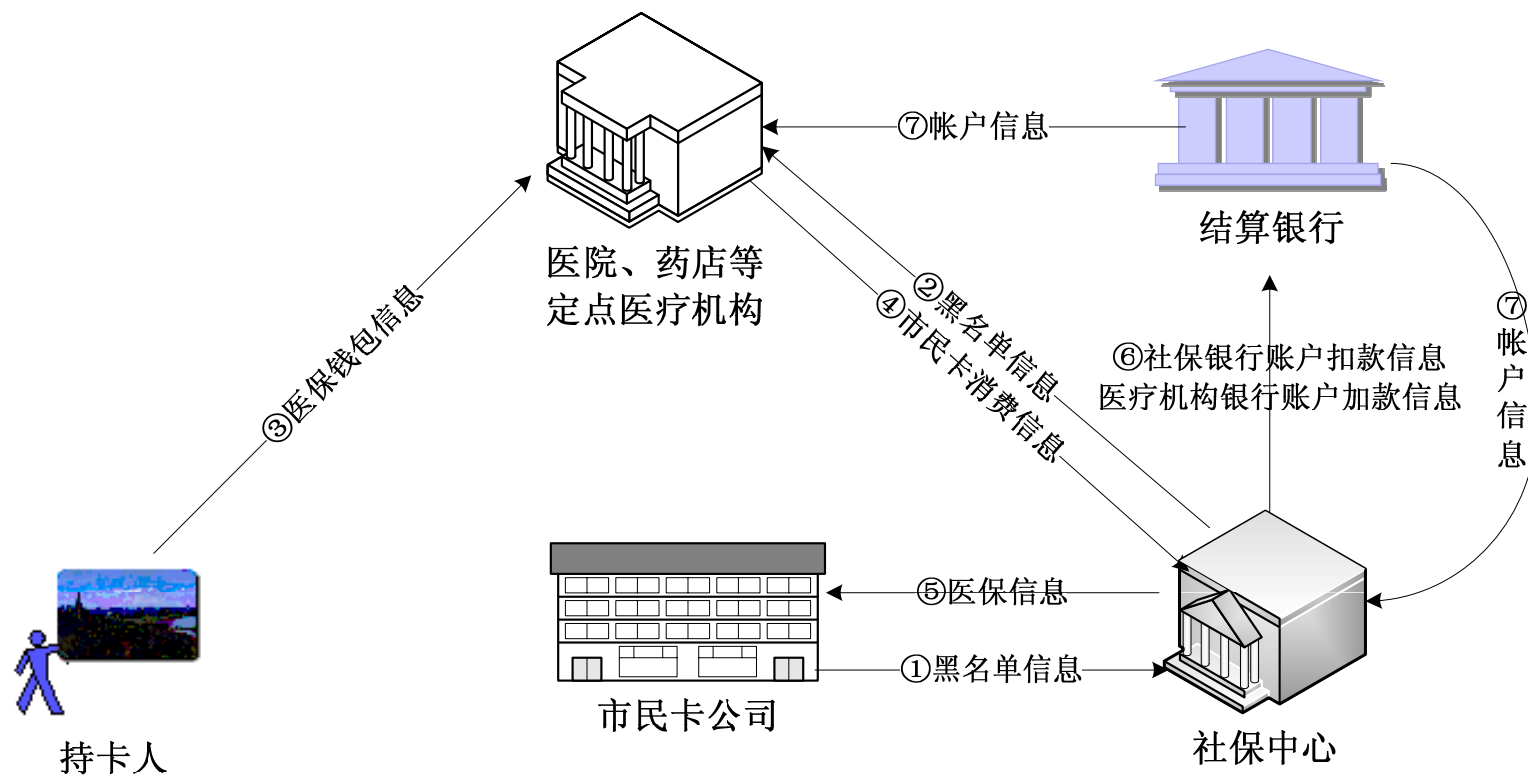 ⑦帐户信息
结算银行
医院、药店等
定点医疗机构
②黑名单信息
④市民卡消费信息
③医保钱包信息
⑥社保银行账户扣款信息
医疗机构银行账户加款信息
⑦帐户信息
⑤医保信息
①黑名单信息
市民卡公司
社保中心
持卡人